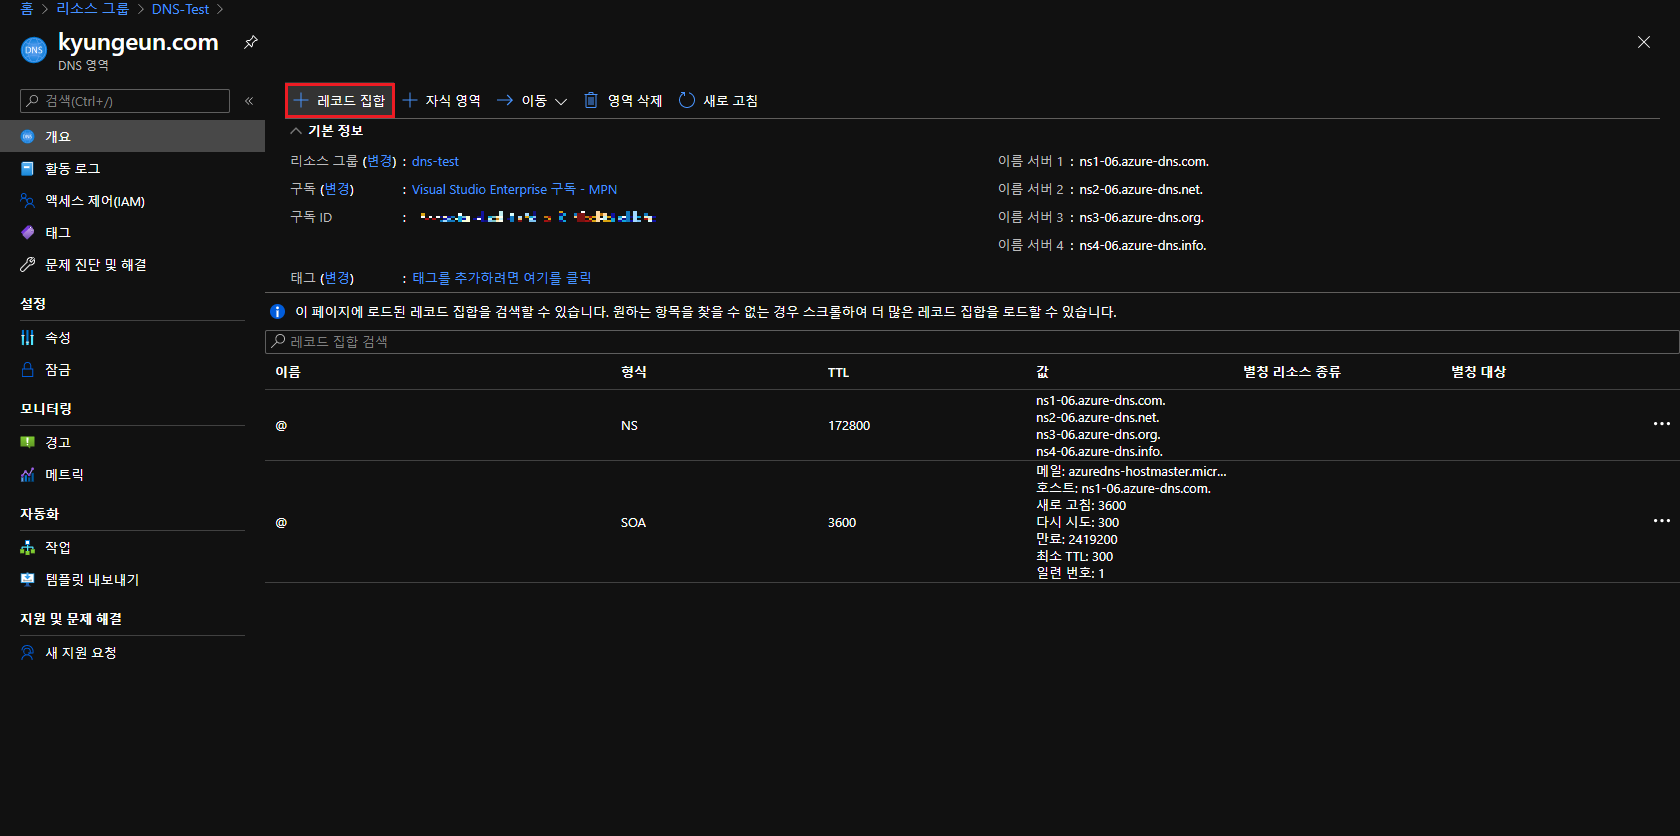 홈 > 리소스 그룹 > DNS-Test >
DNS
kyungeun.com
DNS 영역
검색(Ctrl+/)
«
개요
활동 로그
액세스 제어(IAM)
태그
문제 진단 및 해결
설정
속성
잠금
모니터링
경고
메트릭
자동화
작업
템플릿 내보내기
지원 및 문제 해결
새 지원 요청
+ 레코드 집합 + 자식 영역 → 이동 영역 삭제 새로 고침
기본 정보
리소스 그룹 (변경) : dns-test
구독 (변경) : Visual Studio Enterprise 구독 - MPN
구독 ID :
태그 (변경) : 태그를 추가하려면 여기를 클릭
이름 서버 1 : ns1-06.azure-dns.com.
이름 서버 2 : ns2-06.azure-dns.net.
이름 서버 3 : ns3-06.azure-dns.org.
이름 서버 4 : ns4-06.azure-dns.info.
이 페이지에 로드된 레코드 집합을 검색할 수 있습니다. 원하는 항목을 찾을 수 없는 경우 스크롤하여 더 많은 레코드 집합을 로드할 수 있습니다.
레코드 집합 검색
이름 형식 TTL 값 별칭 리소스 종류 별칭 대상
@ NS 172800
ns1-06.azure-dns.com.
ns2-06.azure-dns.net.
ns3-06.azure-dns.org.
ns4-06.azure-dns.info.
@ SOA 3600
메일: azuredns-hostmaster.micr...
호스트: ns1-06.azure-dns.com.
새로 고침: 3600
다시 시도: 300
만료: 2419200
최소 TTL: 300
일련 번호: 1